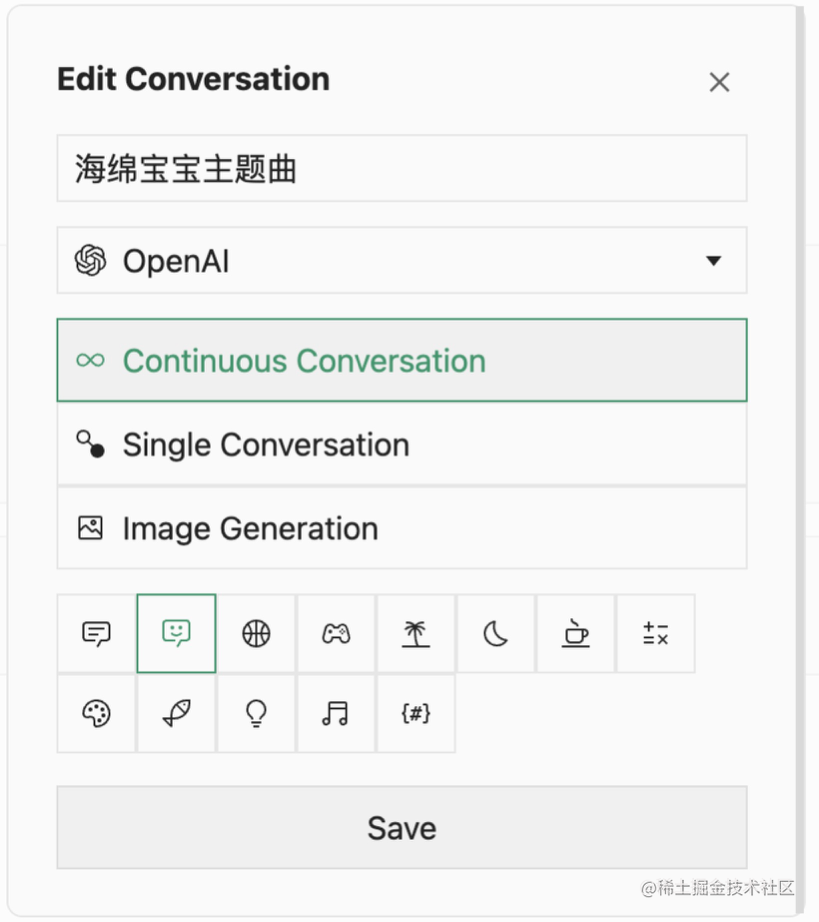 Edit Conversation
海绵宝宝主题曲
OpenAI
Continuous Conversation
Single Conversation
Image Generation
{#}
Save
@稀土掘金技术社区